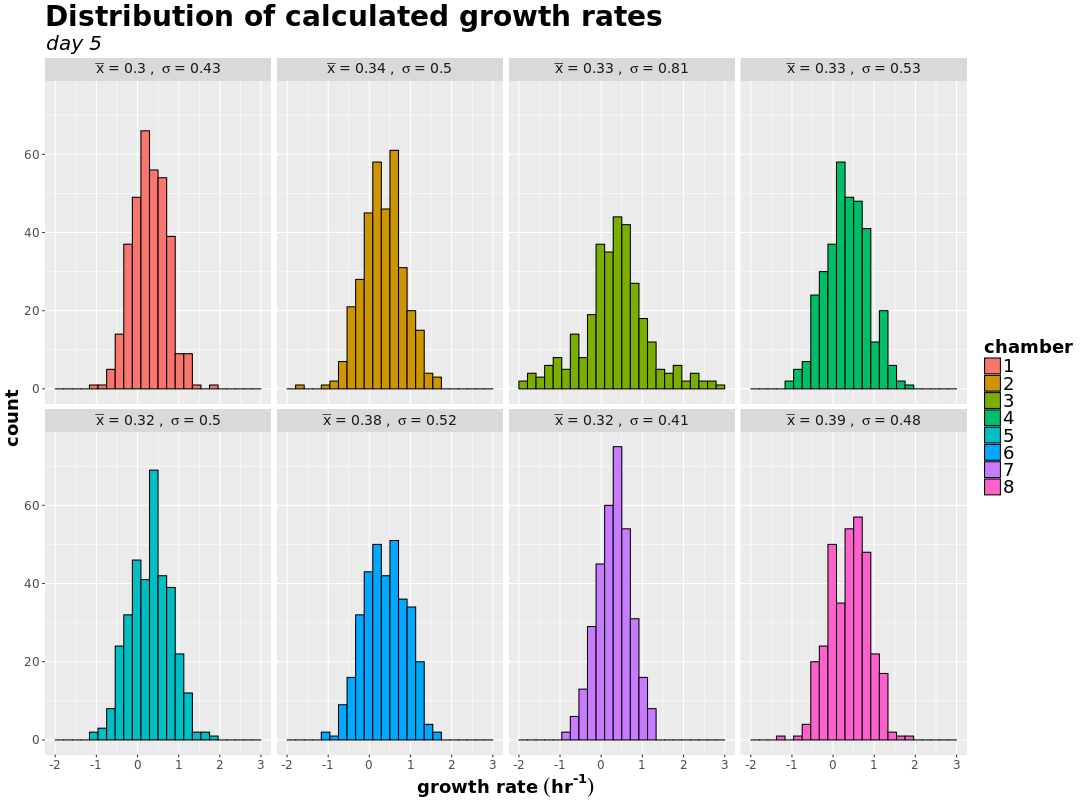 Distribution of calculated growth rates
day 5
x̅ = 0.3 , σ = 0.43
x̅ = 0.34 , σ = 0.5
x̅ = 0.33 , σ = 0.81
x̅ = 0.33 , σ = 0.53
60
40
20
0
x̅ = 0.32 , σ = 0.5
x̅ = 0.38 , σ = 0.52
x̅ = 0.32 , σ = 0.41
x̅ = 0.39 , σ = 0.48
60
40
20
0
-2 -1 0 1 2 3
-2 -1 0 1 2 3
-2 -1 0 1 2 3
-2 -1 0 1 2 3
growth rate (hr⁻¹)
count
chamber
1
2
3
4
5
6
7
8